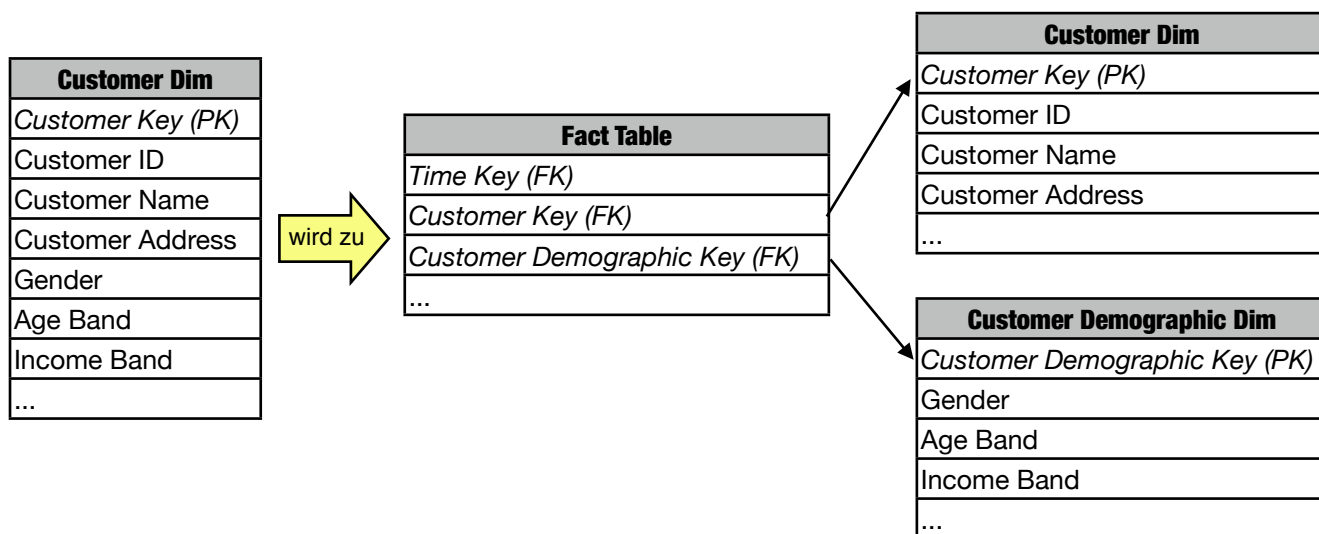 Customer Dim
Customer Key (PK)
Customer ID
Customer Name
Customer Address
Gender
Age Band
Income Band
...
wird zu
Fact Table
Time Key (FK)
Customer Key (FK)
Customer Demographic Key (FK)
...
Customer Dim
Customer Key (PK)
Customer ID
Customer Name
Customer Address
...
Customer Demographic Dim
Customer Demographic Key (PK)
Gender
Age Band
Income Band
...